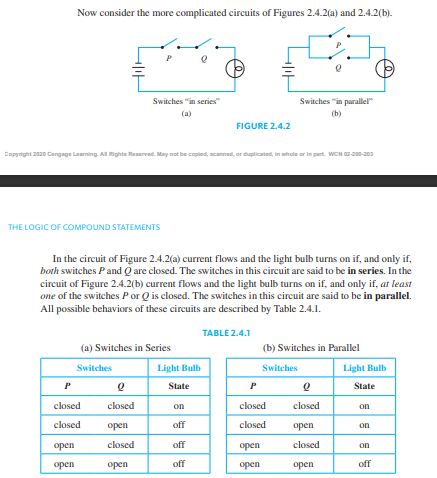 Now consider the more complicated circuits of Figures 2.4.2(a) and 2.4.2(b).
P Q
P
Q
Switches "in series" Switches "in parallel"
(a) (b)
FIGURE 2.4.2
Copyright 2020 Cengage Learning. All Rights Reserved. May not be copied, scanned, or duplicated, in whole or in part. WCN 02-200-203
THE LOGIC OF COMPOUND STATEMENTS
In the circuit of Figure 2.4.2(a) current flows and the light bulb turns on if, and only if,
both switches P and Q are closed. The switches in this circuit are said to be in series. In the
circuit of Figure 2.4.2(b) current flows and the light bulb turns on if, and only if, at least
one of the switches P or Q is closed. The switches in this circuit are said to be in parallel.
All possible behaviors of these circuits are described by Table 2.4.1.
TABLE 2.4.1
(a) Switches in Series (b) Switches in Parallel
Switches Light Bulb Switches Light Bulb
P Q State P Q State
closed closed on closed closed on
closed open off closed open on
open closed off open closed on
open open off open open off